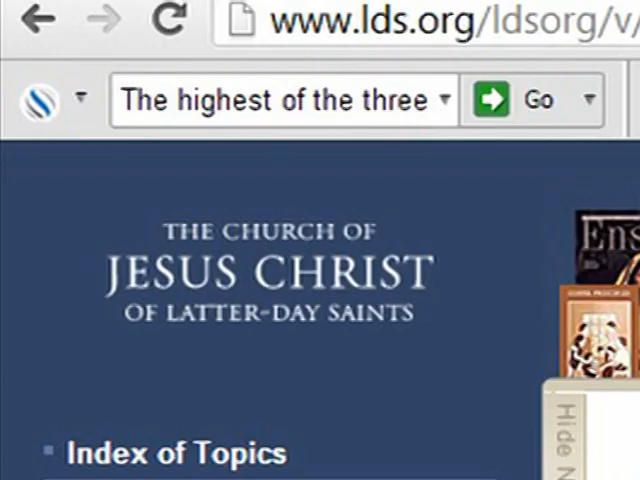 www.lds.org/ldsorg/v/
The highest of the three
Go
THE CHURCH OF
JESUS CHRIST
OF LATTER-DAY SAINTS
Ens
Index of Topics
Hide N